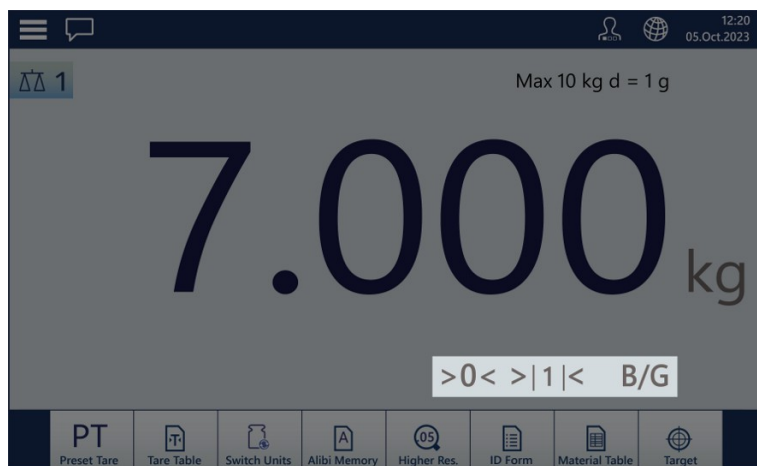 12:20
05.Oct.2023
1
Max 10 kg d = 1 g
7.000 kg
>0< >|1|< B/G
PT
Preset Tare
T
Tare Table
Switch Units
A
Alibi Memory
.05
Higher Res.
ID Form
Material Table
Target